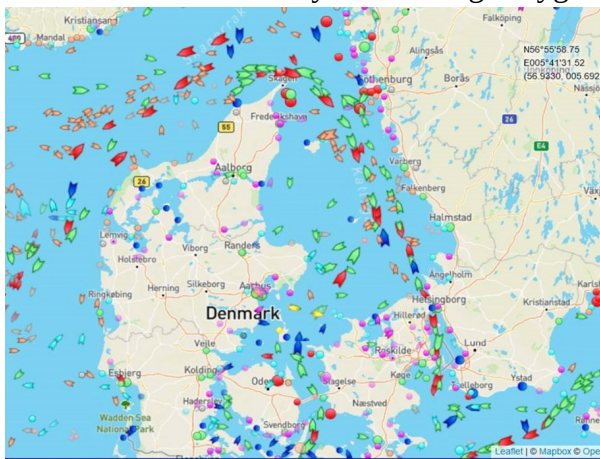 Kristiansand
Mandal
Skagerrak
Falköping
Alingsås
N56°55'58.75
E005°41'31.52
(56.9330, 005.692
Jönköping
Borås
Gothenburg
Nässjö
Skagen
Frederikshavn
55
26
E4
Aalborg
26
Varberg
Falkenberg
Halmstad
Lemvig
Holstebro
Viborg
Randers
Ängelholm
Ringkøbing
Herning
Silkeborg
Aarhus
Helsingborg
Kristianstad
Denmark
Hillerød
Vejle
Roskilde
Lund
Esbjerg
Kolding
Slagelse
Køge
Trelleborg
Ystad
Haderslev
Næstved
Wadden Sea
National Park
Svendborg
Rønne
Leaflet | © Mapbox © Ope